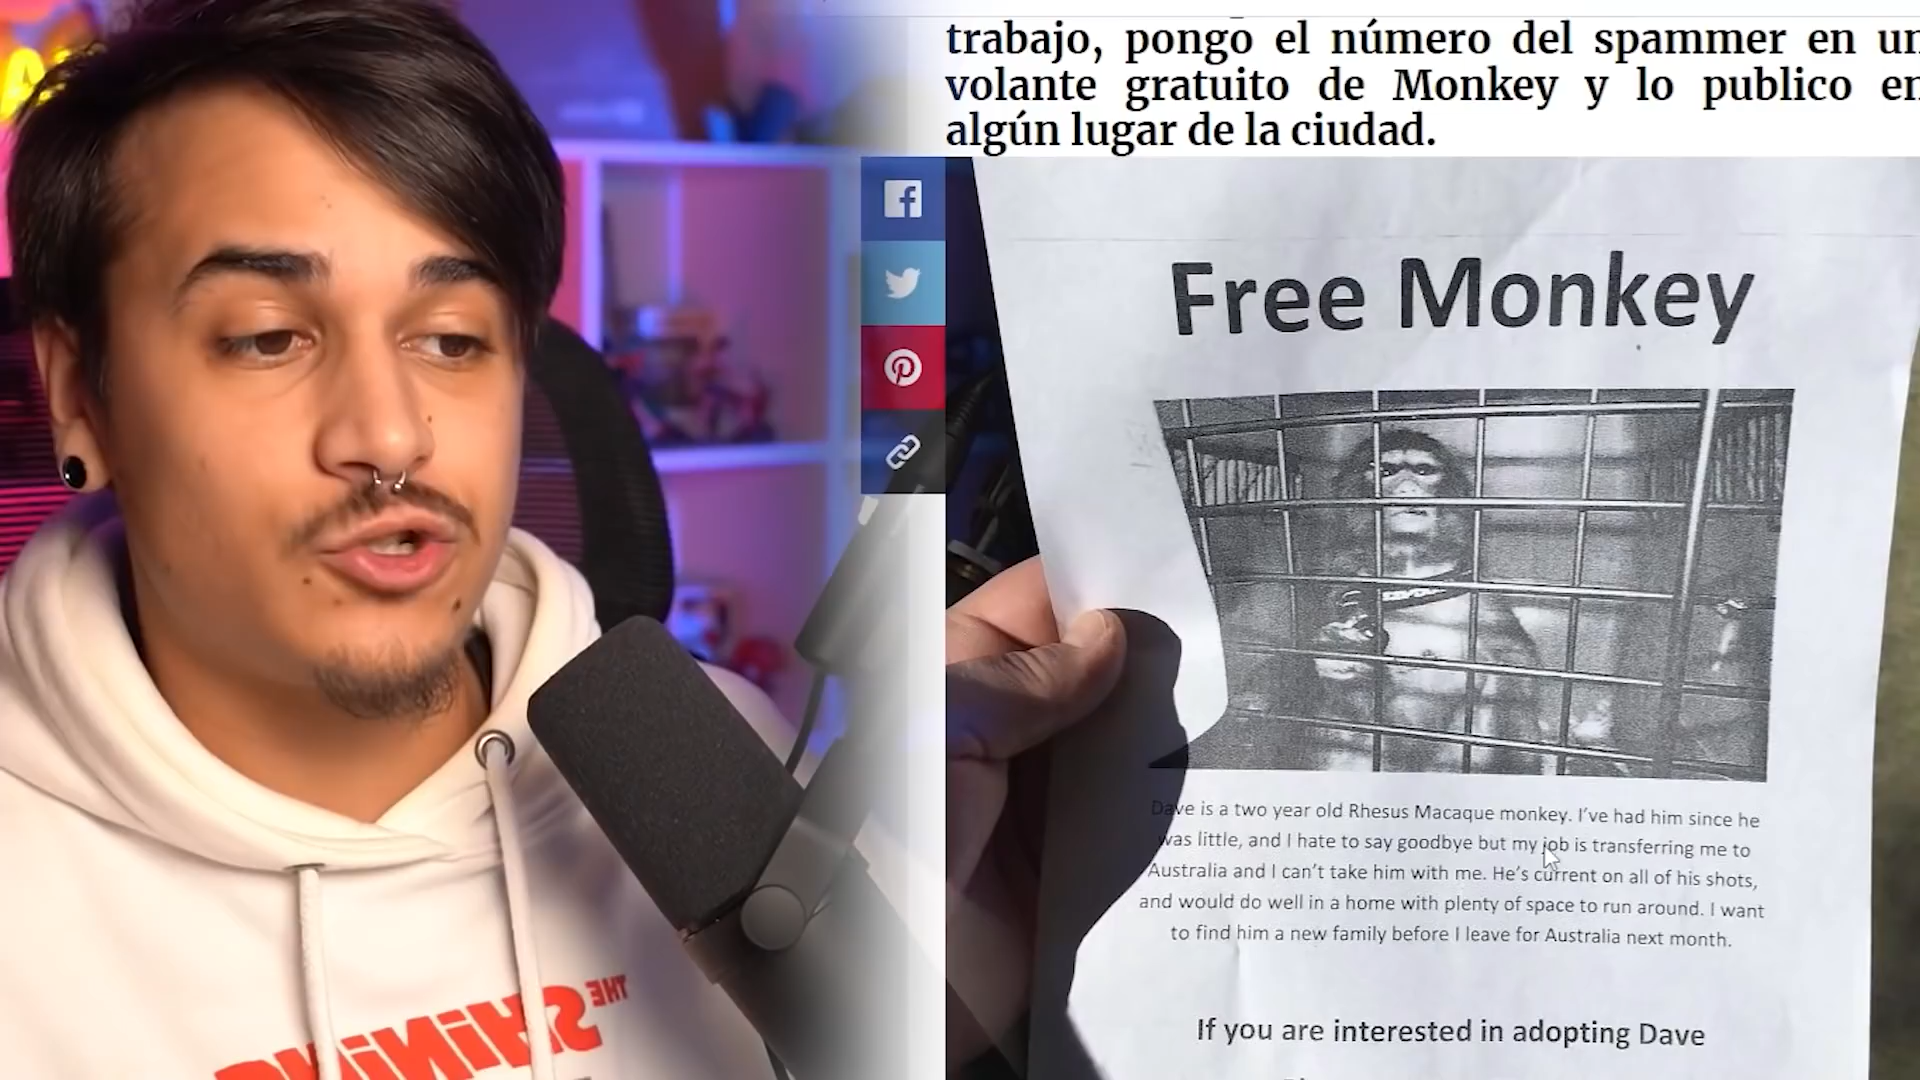 trabajo, pongo el número del spammer en un
volante gratuito de Monkey y lo publico en
algún lugar de la ciudad.
Free Monkey
Dave is a two year old Rhesus Macaque monkey. I've had him since he
was little, and I hate to say goodbye but my job is transferring me to
Australia and I can't take him with me. He's current on all of his shots,
and would do well in a home with plenty of space to run around. I want
to find him a new family before I leave for Australia next month.
If you are interested in adopting Dave
THE
SHiNiNG